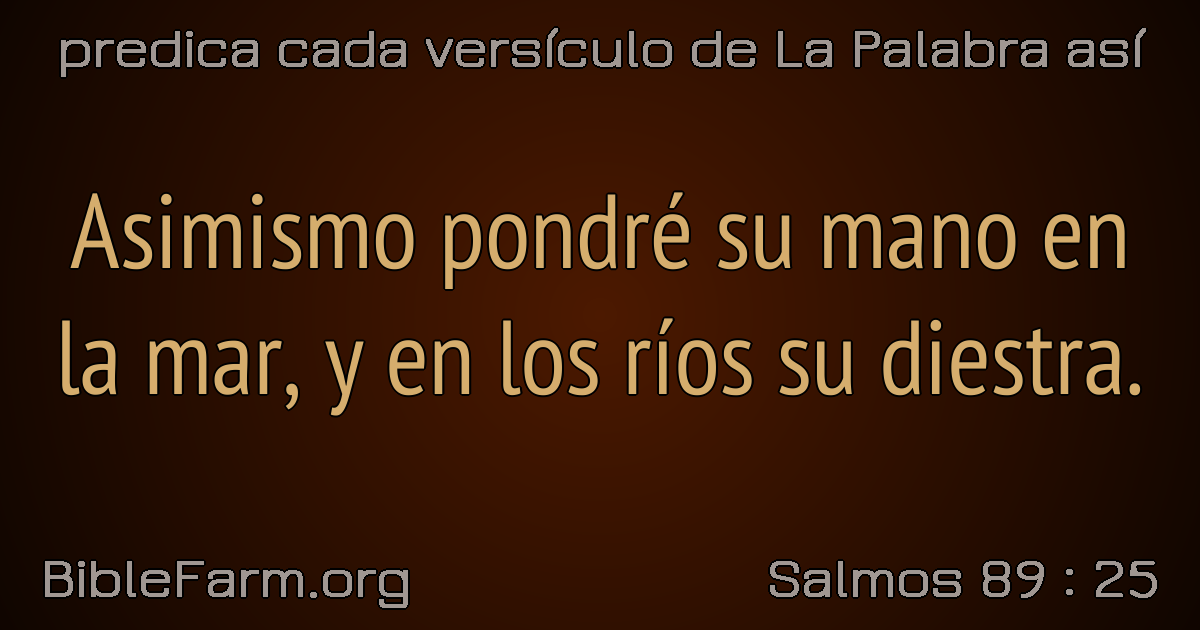 predica cada versículo de La Palabra así
Asimismo pondré su mano en
la mar, y en los ríos su diestra.
BibleFarm.org
Salmos 89 : 25